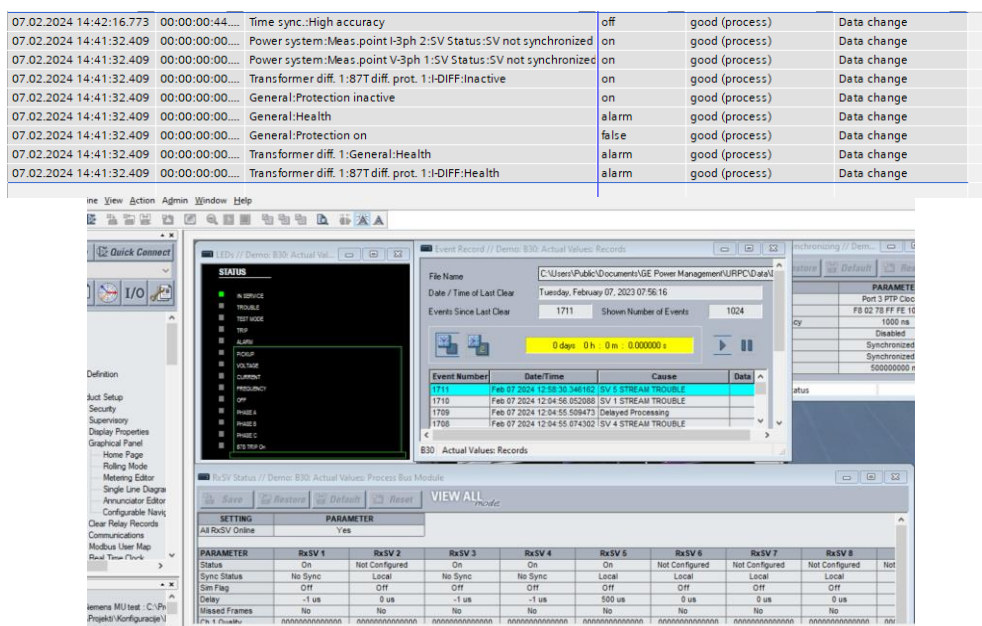 07.02.2024 14:42:16.773 00:00:00:44.... Time sync.:High accuracy off good (process) Data change
07.02.2024 14:41:32.409 00:00:00:00.... Power system:Meas.point I-3ph 2:SV Status:SV not synchronized on good (process) Data change
07.02.2024 14:41:32.409 00:00:00:00.... Power system:Meas.point V-3ph 1:SV Status:SV not synchronized on good (process) Data change
07.02.2024 14:41:32.409 00:00:00:00.... Transformer diff. 1:87T diff. prot. 1:I-DIFF:Inactive on good (process) Data change
07.02.2024 14:41:32.409 00:00:00:00.... General:Protection inactive on good (process) Data change
07.02.2024 14:41:32.409 00:00:00:00.... General:Health alarm good (process) Data change
07.02.2024 14:41:32.409 00:00:00:00.... General:Protection on false good (process) Data change
07.02.2024 14:41:32.409 00:00:00:00.... Transformer diff. 1:General:Health alarm good (process) Data change
07.02.2024 14:41:32.409 00:00:00:00.... Transformer diff. 1:87T diff. prot. 1:I-DIFF:Health alarm good (process) Data change
ine View Action Admin Window Help
Quick Connect
I/O
Definition
duct Setup
Security
Supervisory
Display Properties
Graphical Panel
Home Page
Rolling Mode
Metering Editor
Single Line Diagra
Annunciator Editor
Configurable Navig
Clear Relay Records
Communications
Modbus User Map
Real Time Clock
iemens MU test : C:\Pr
Projekti\Konfiguracije\
LEDs // Demo: B30: Actual Val...
STATUS
IN SERVICE
TROUBLE
TEST MODE
TRIP
ALARM
PICKUP
VOLTAGE
CURRENT
FREQUENCY
OFF
PHASE A
PHASE B
PHASE C
Event Record // Demo: B30: Actual Values: Records
File Name C:\Users\Public\Documents\GE Power Management\URPC\Data\
Date / Time of Last Clear Tuesday, February 07, 2023 07:56:16
Events Since Last Clear 1711 Shown Number of Events 1024
0 days 0 h : 0 m : 0.000000 s
Event Number Date/Time Cause Data
1711 Feb 07 2024 12:58:30.346162 SV 5 STREAM TROUBLE
1710 Feb 07 2024 12:04:56.052088 SV 1 STREAM TROUBLE
1709 Feb 07 2024 12:04:55.509473 Delayed Processing
1708 Feb 07 2024 12:04:55.074302 SV 4 STREAM TROUBLE
B30 Actual Values: Records
nchronizing // Dem...
store Default Res
PARAMETE
Port 3 PTP Cloc
F8 02 78 FF FE 10
cy 1000 ns
Disabled
Synchronized
Synchronized
500000000 n
tatus
RxSV Status // Demo: B30: Actual Values: Process Bus Module
Save Restore Default Reset VIEW ALL mode
SETTING PARAMETER
All RxSV Online Yes
PARAMETER RxSV 1 RxSV 2 RxSV 3 RxSV 4 RxSV 5 RxSV 6 RxSV 7 RxSV 8
Status On Not Configured On On On Not Configured Not Configured Not Configured Not
Sync Status No Sync Local No Sync No Sync Local Local Local Local
Sim Flag Off Off Off Off Off Off Off Off
Delay -1 us 0 us -1 us -1 us 500 us 0 us 0 us 0 us
Missed Frames No No No No No No No No
Ch 1 Quality 0000000000000 0000000000000 0000000000000 0000000000000 0000000000000 0000000000000 0000000000000 0000000000000 00